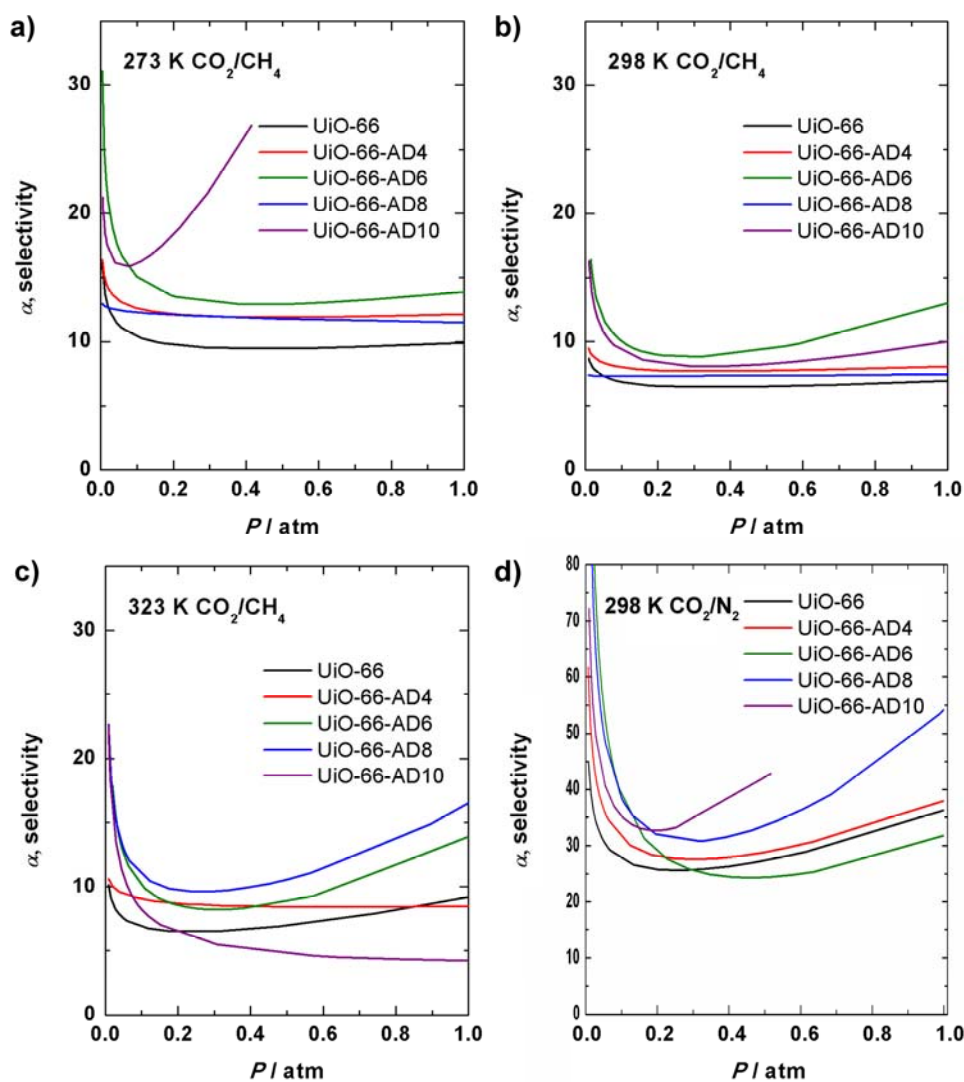 a)
273 K CO₂/CH₄
UiO-66
UiO-66-AD4
UiO-66-AD6
UiO-66-AD8
UiO-66-AD10
α, selectivity
30
20
10
0
0.0 0.2 0.4 0.6 0.8 1.0
P / atm
b)
298 K CO₂/CH₄
UiO-66
UiO-66-AD4
UiO-66-AD6
UiO-66-AD8
UiO-66-AD10
α, selectivity
30
20
10
0
0.0 0.2 0.4 0.6 0.8 1.0
P / atm
c)
323 K CO₂/CH₄
UiO-66
UiO-66-AD4
UiO-66-AD6
UiO-66-AD8
UiO-66-AD10
α, selectivity
30
20
10
0
0.0 0.2 0.4 0.6 0.8 1.0
P / atm
d)
298 K CO₂/N₂
UiO-66
UiO-66-AD4
UiO-66-AD6
UiO-66-AD8
UiO-66-AD10
α, selectivity
80
70
60
50
40
30
20
10
0
0.0 0.2 0.4 0.6 0.8 1.0
P / atm